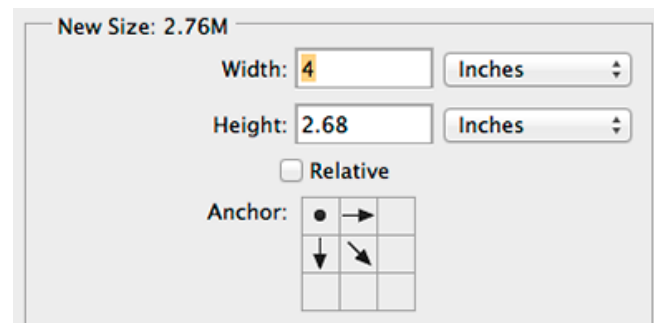 New Size: 2.76M
Width: 4 Inches
Height: 2.68 Inches
Relative
Anchor: